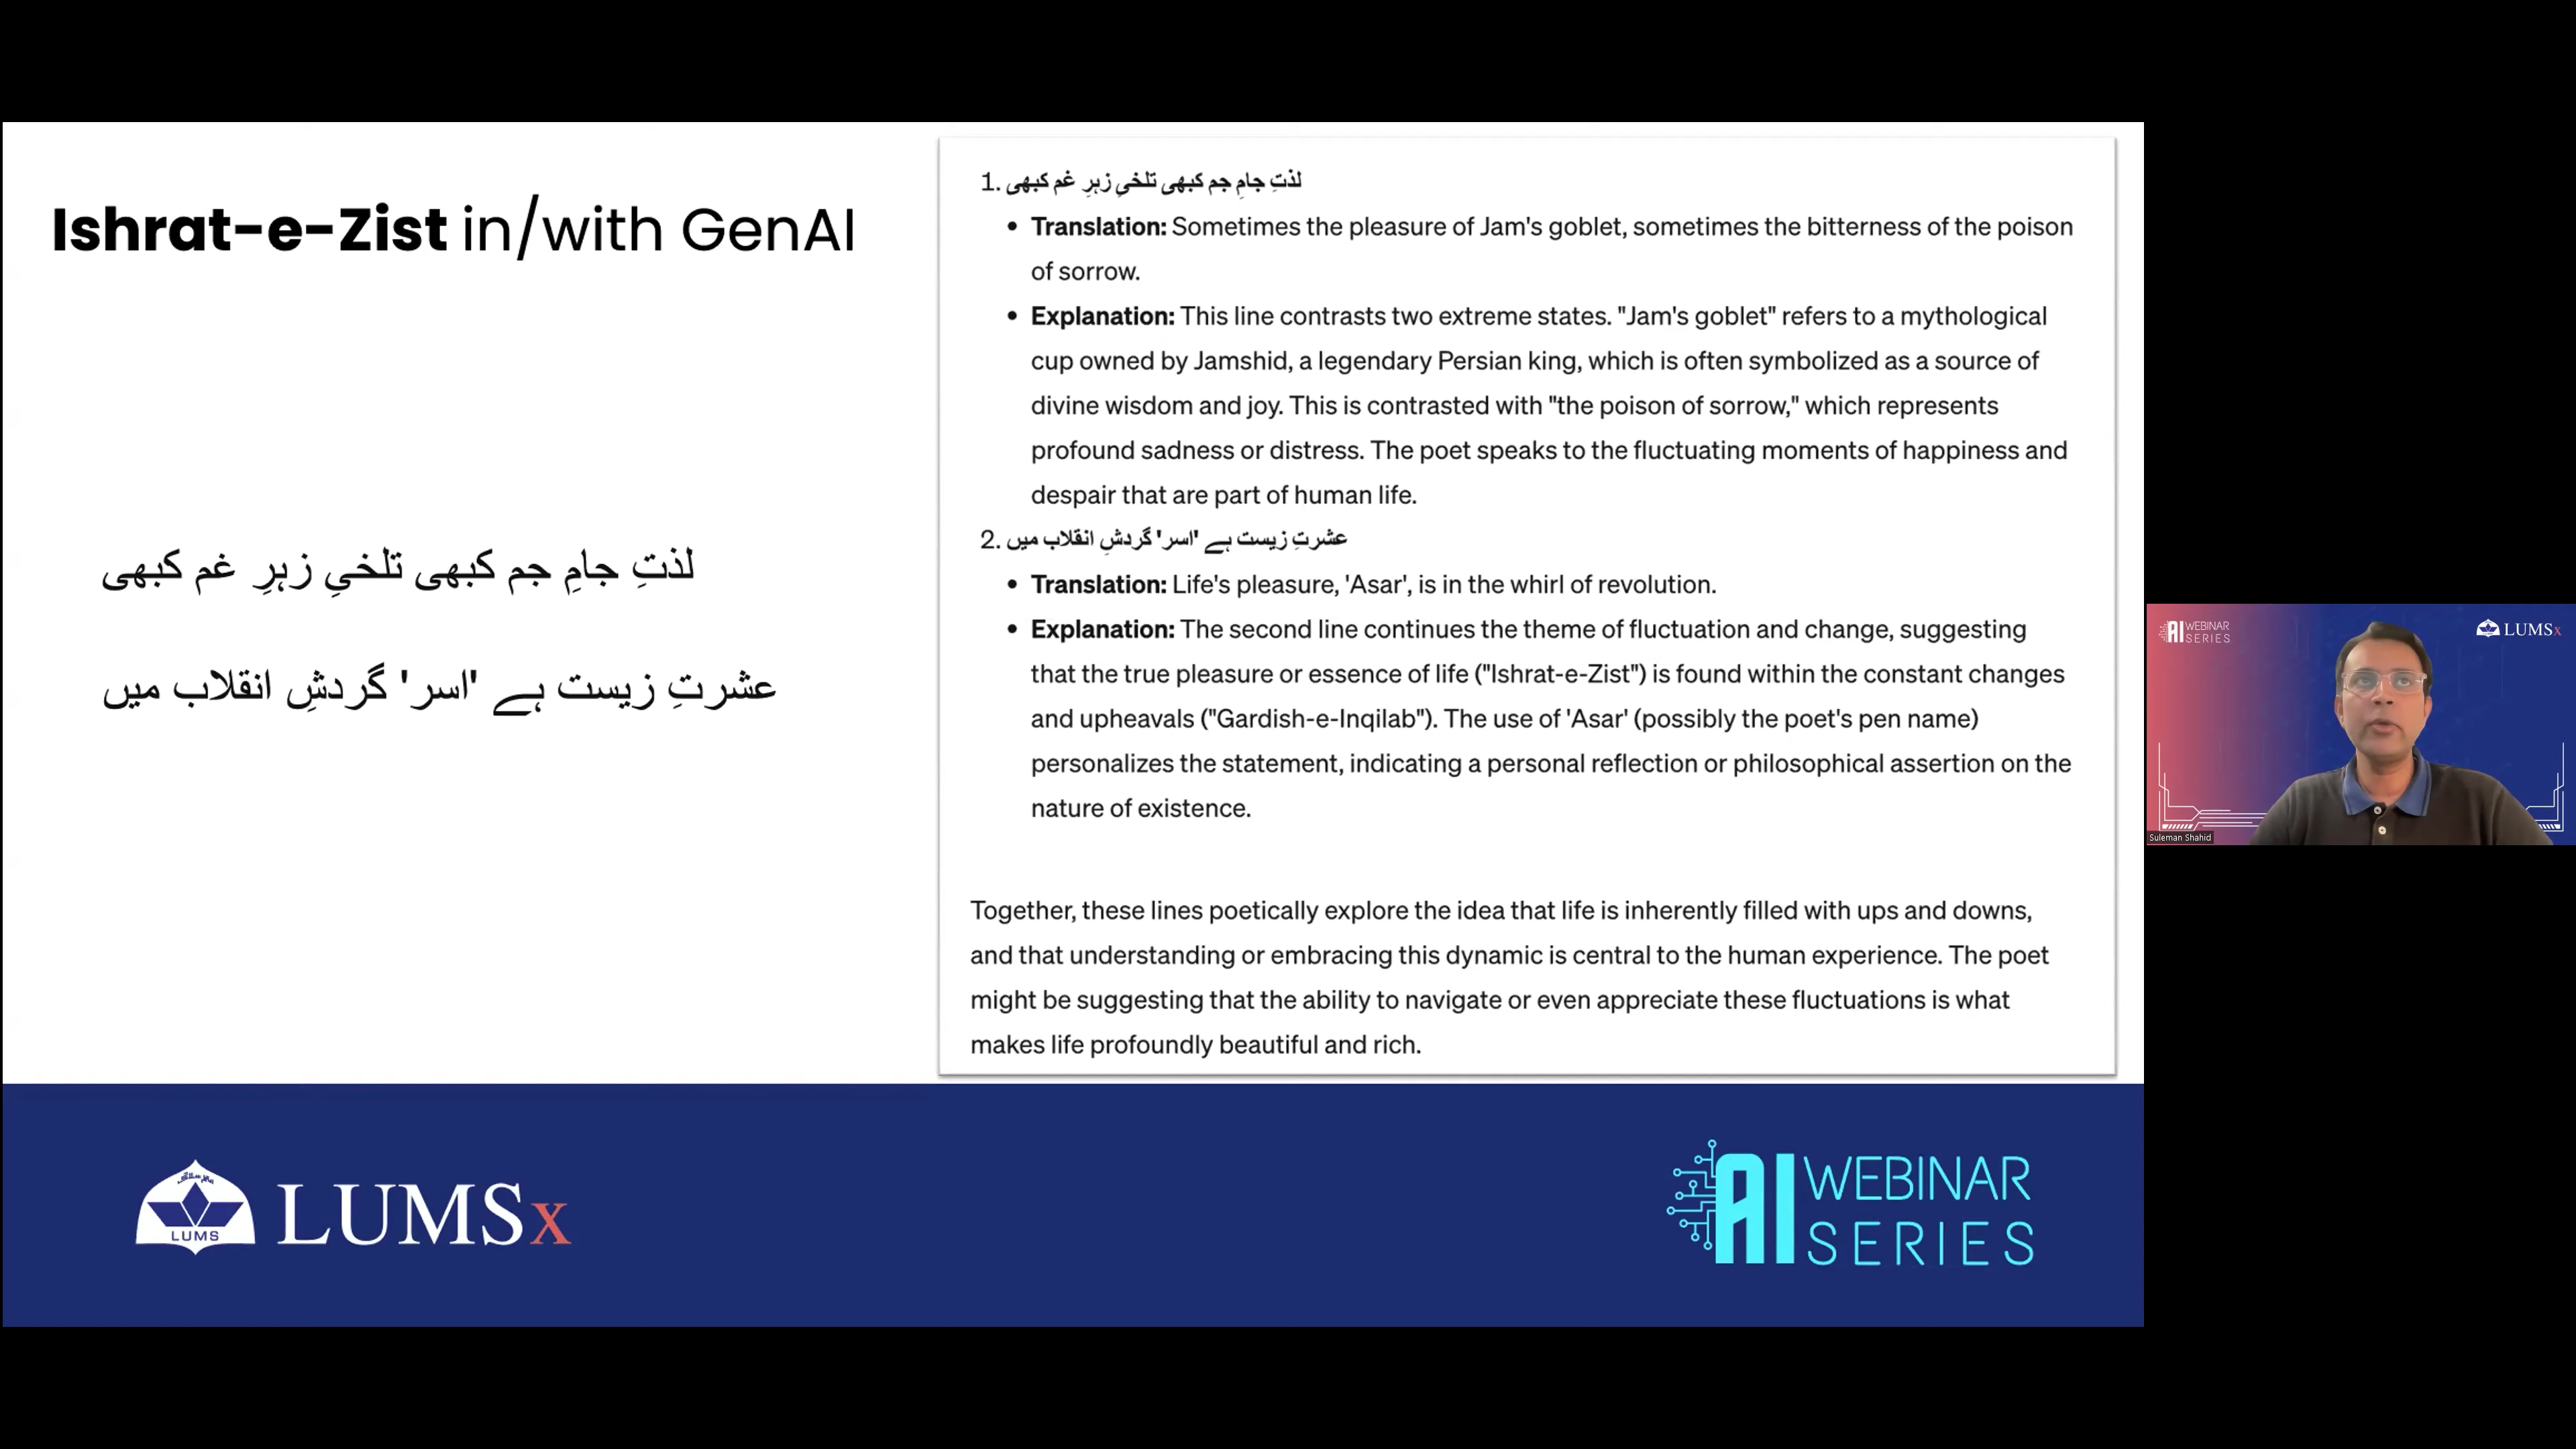 Ishrat-e-Zist in/with GenAI
لذتِ جامِ جم کبھی تلخیِ زہرِ غم کبھی
عشرتِ زیست ہے 'اسر' گردشِ انقلاب میں
1. لذتِ جامِ جم کبھی تلخیِ زہرِ غم کبھی
• Translation: Sometimes the pleasure of Jam's goblet, sometimes the bitterness of the poison
of sorrow.
• Explanation: This line contrasts two extreme states. "Jam's goblet" refers to a mythological
cup owned by Jamshid, a legendary Persian king, which is often symbolized as a source of
divine wisdom and joy. This is contrasted with "the poison of sorrow," which represents
profound sadness or distress. The poet speaks to the fluctuating moments of happiness and
despair that are part of human life.
2. عشرتِ زیست ہے 'اسر' گردشِ انقلاب میں
• Translation: Life's pleasure, 'Asar', is in the whirl of revolution.
• Explanation: The second line continues the theme of fluctuation and change, suggesting
that the true pleasure or essence of life ("Ishrat-e-Zist") is found within the constant changes
and upheavals ("Gardish-e-Inqilab"). The use of 'Asar' (possibly the poet's pen name)
personalizes the statement, indicating a personal reflection or philosophical assertion on the
nature of existence.
Together, these lines poetically explore the idea that life is inherently filled with ups and downs,
and that understanding or embracing this dynamic is central to the human experience. The poet
might be suggesting that the ability to navigate or even appreciate these fluctuations is what
makes life profoundly beautiful and rich.
LUMS
LUMSx
AI WEBINAR
SERIES
AI WEBINAR
SERIES
LUMSx
Suleman Shahid